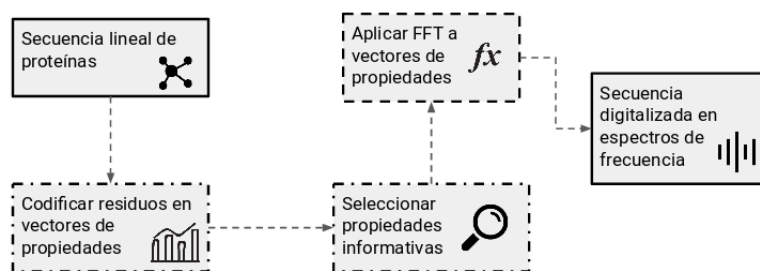 Secuencia lineal de
proteínas
Codificar residuos en
vectores de
propiedades
Seleccionar
propiedades
informativas
Aplicar FFT a
vectores de
propiedades
fx
Secuencia
digitalizada en
espectros de
frecuencia